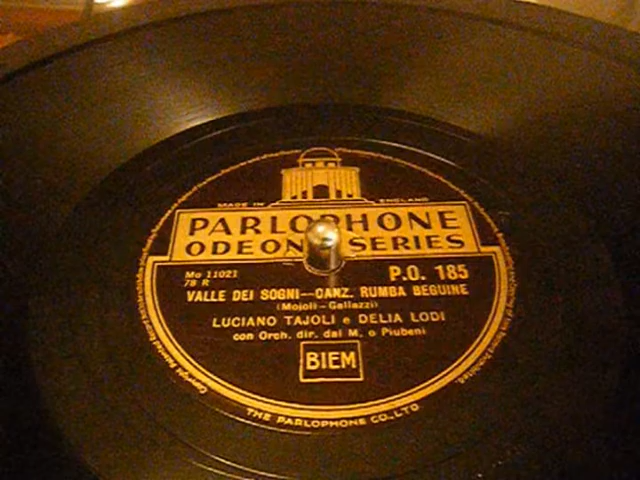 MADE IN ENGLAND
PARLOPHONE
ODEON SERIES
Mo 11021
78 R
P.O. 185
VALLE DEI SOGNI—CANZ. RUMBA BEGUINE
(Mojoli-Gallazzi)
LUCIANO TAJOLI e DELIA LODI
con Orch. dir. dal M. o Piubeni
BIEM
THE PARLOPHONE CO., LTD.